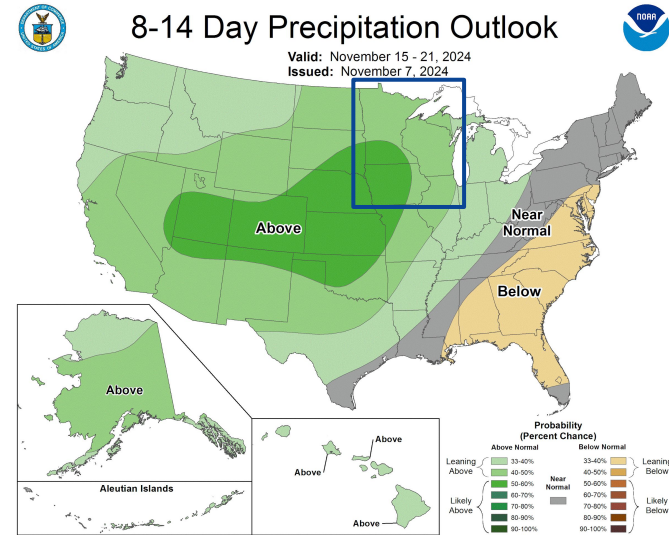 8-14 Day Precipitation Outlook
Valid: November 15 - 21, 2024
Issued: November 7, 2024
NOAA
Above
Near
Normal
Below
Above
Aleutian Islands
Above
Above
Above
Probability
(Percent Chance)
Above Normal
Below Normal
Leaning
Above
33-40%
40-50%
Likely
Above
50-60%
60-70%
70-80%
80-90%
90-100%
Near
Normal
33-40%
40-50%
Leaning
Below
50-60%
60-70%
70-80%
80-90%
90-100%
Likely
Below